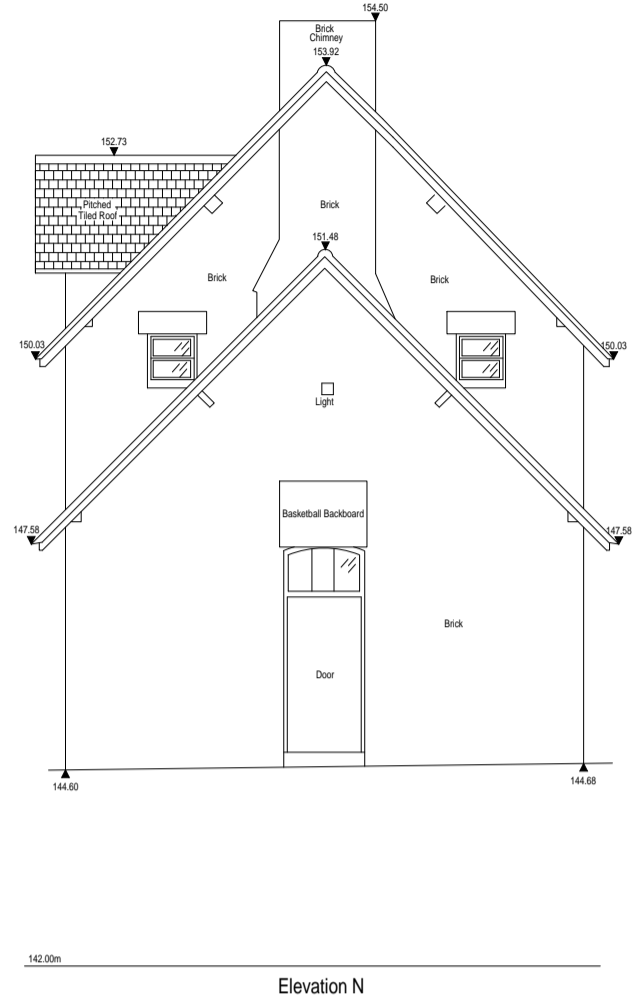 154.50
Brick
Chimney
153.92
152.73
Pitched
Tiled Roof
Brick
151.48
Brick
Brick
150.03
150.03
Light
Basketball Backboard
147.58
147.58
Brick
Door
144.60
144.68
142.00m
Elevation N